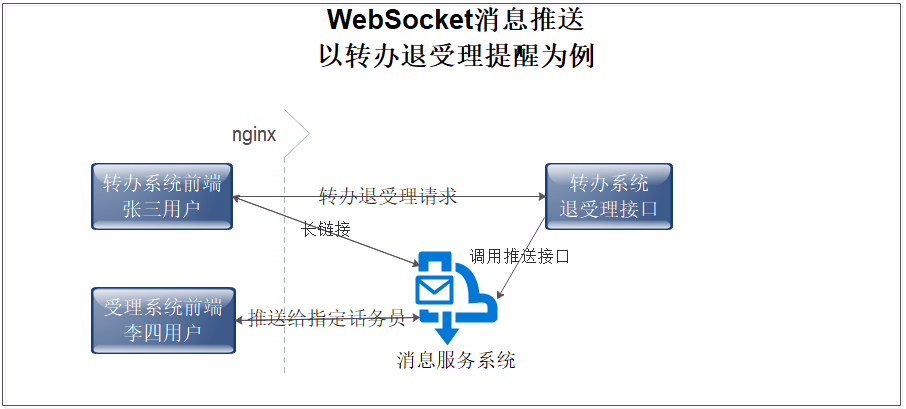 WebSocket消息推送
以转办退受理提醒为例
nginx
转办系统前端
张三用户
转办退受理请求
转办系统
退受理接口
长链接
调用推送接口
受理系统前端
李四用户
推送给指定话务员
消息服务系统